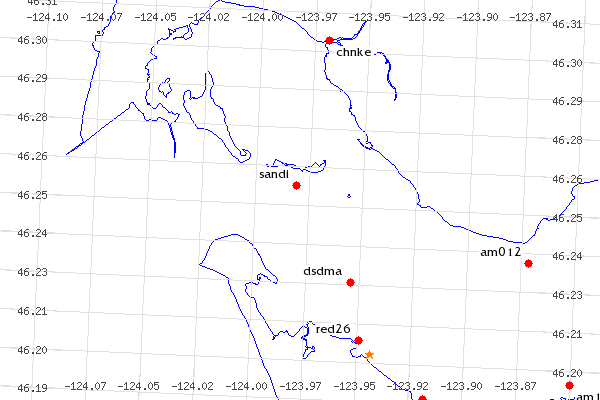 46.31
-124.10 -124.07 -124.05 -124.02 -124.00 -123.97 -123.95 -123.92 -123.90 -123.87 46.31
46.30 chnke 46.30
46.29 46.29
46.28 46.28
46.26 sandi 46.26
46.25 46.25
46.24 am012 46.24
46.23 dsdma 46.23
46.21 red26 46.21
46.20 46.20
46.19 -124.07 -124.05 -124.02 -124.00 -123.97 -123.95 -123.92 -123.90 -123.87 am1